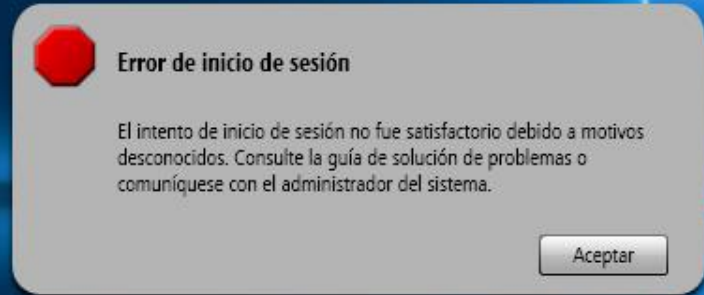 Error de inicio de sesión
El intento de inicio de sesión no fue satisfactorio debido a motivos
desconocidos. Consulte la guía de solución de problemas o
comuníquese con el administrador del sistema.
Aceptar